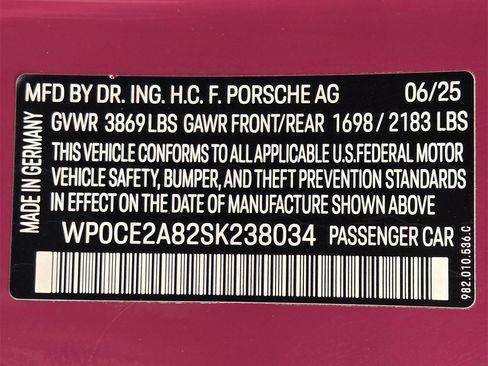 MFD BY DR. ING. H.C. F. PORSCHE AG 06/25
GVWR 3869 LBS GAWR FRONT/REAR 1698 / 2183 LBS
THIS VEHICLE CONFORMS TO ALL APPLICABLE U.S.FEDERAL MOTOR
VEHICLE SAFETY, BUMPER, AND THEFT PREVENTION STANDARDS
IN EFFECT ON THE DATE OF MANUFACTURE SHOWN ABOVE
WP0CE2A82SK238034 PASSENGER CAR
MADE IN GERMANY
982.010.536.C